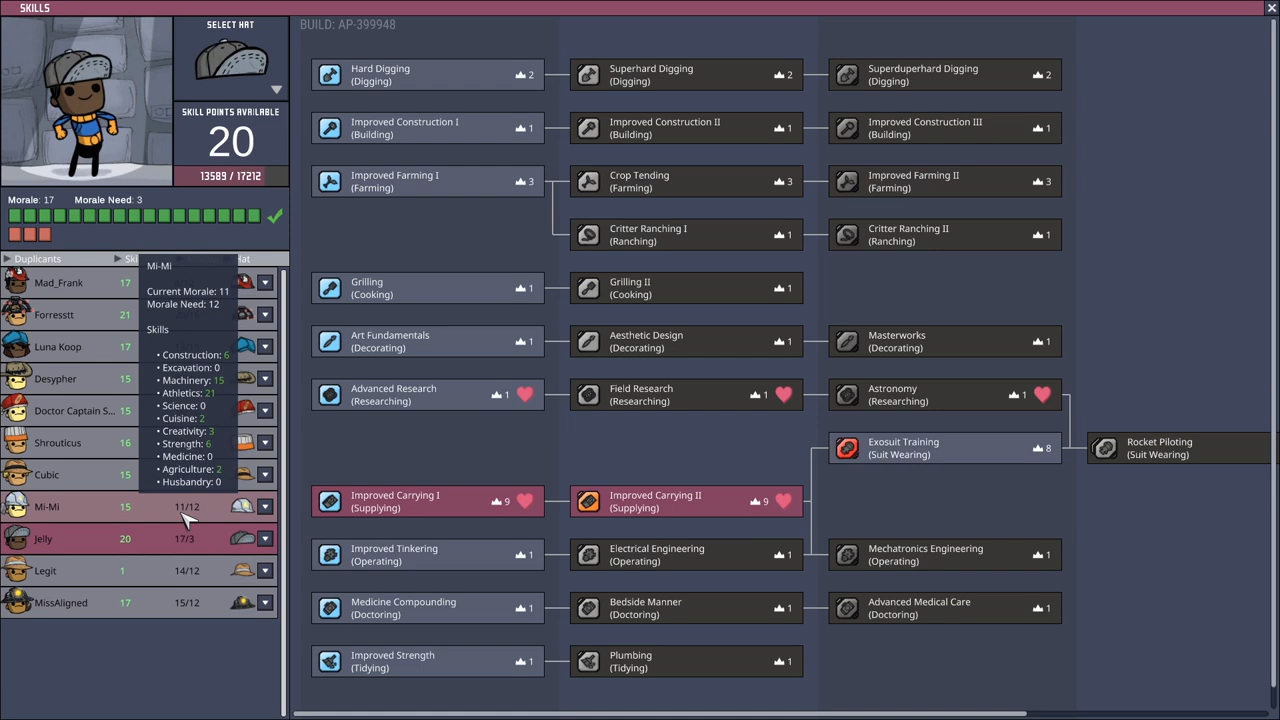 SKILLS
BUILD: AP-399948
SELECT HAT
SKILL POINTS AVAILABLE
20
13589 / 17212
Morale: 17 Morale Need: 3
Duplicants Ski Hat
Mad_Frank 17
Forresstt 21
Luna Koop 17
Desypher 15
Doctor Captain S... 15
Shrouticus 16
Cubic 15
Mi-Mi 15 11/12
Jelly 20 17/3
Legit 1 14/12
MissAligned 17 15/12
Mi-Mi
Current Morale: 11
Morale Need: 12
Skills
• Construction: 6
• Excavation: 0
• Machinery: 15
• Athletics: 21
• Science: 0
• Cuisine: 2
• Creativity: 3
• Strength: 6
• Medicine: 0
• Agriculture: 2
• Husbandry: 0
Hard Digging
(Digging)
2
Superhard Digging
(Digging)
2
Superduperhard Digging
(Digging)
2
Improved Construction I
(Building)
1
Improved Construction II
(Building)
1
Improved Construction III
(Building)
1
Improved Farming I
(Farming)
3
Crop Tending
(Farming)
3
Improved Farming II
(Farming)
3
Critter Ranching I
(Ranching)
1
Critter Ranching II
(Ranching)
1
Grilling
(Cooking)
1
Grilling II
(Cooking)
1
Art Fundamentals
(Decorating)
1
Aesthetic Design
(Decorating)
1
Masterworks
(Decorating)
1
Advanced Research
(Researching)
1
Field Research
(Researching)
1
Astronomy
(Researching)
1
Exosuit Training
(Suit Wearing)
8
Rocket Piloting
(Suit Wearing)
Improved Carrying I
(Supplying)
9
Improved Carrying II
(Supplying)
9
Improved Tinkering
(Operating)
1
Electrical Engineering
(Operating)
1
Mechatronics Engineering
(Operating)
1
Medicine Compounding
(Doctoring)
1
Bedside Manner
(Doctoring)
1
Advanced Medical Care
(Doctoring)
1
Improved Strength
(Tidying)
1
Plumbing
(Tidying)
1